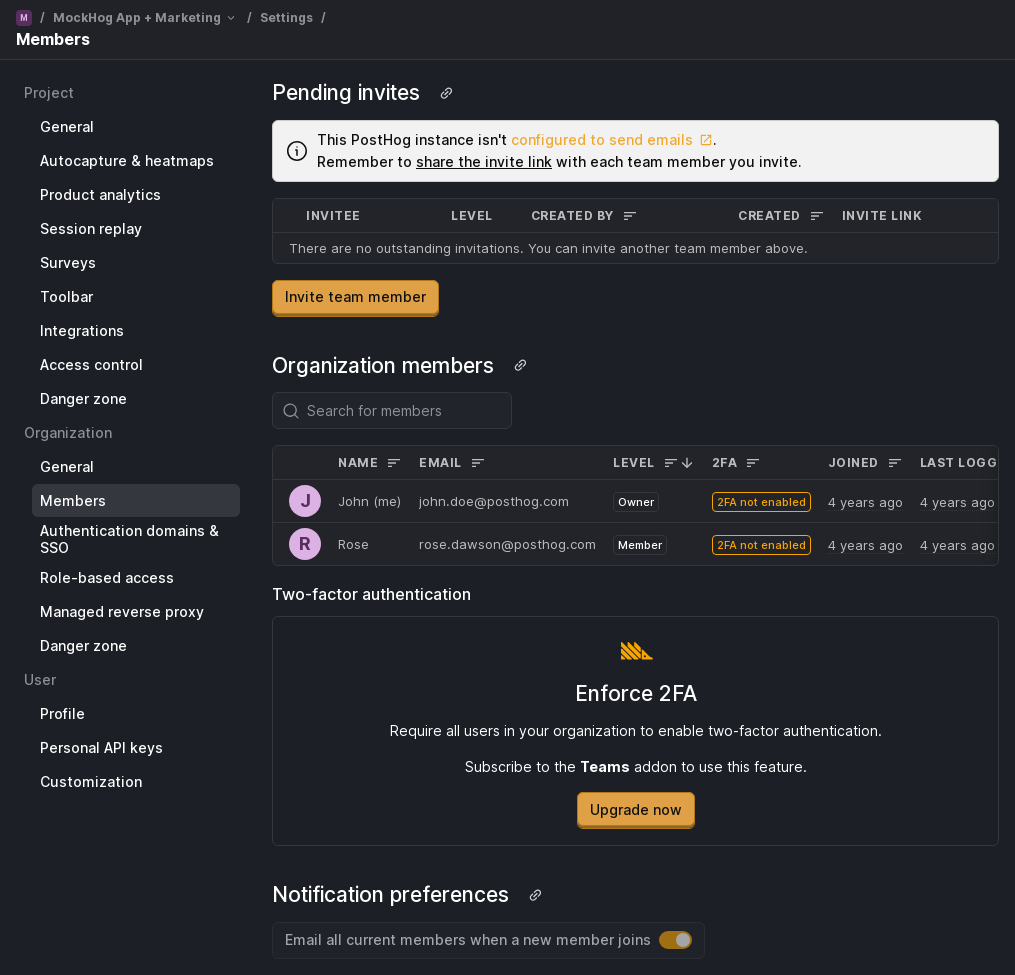 M / MockHog App + Marketing / Settings /
Members
Project
General
Autocapture & heatmaps
Product analytics
Session replay
Surveys
Toolbar
Integrations
Access control
Danger zone
Organization
General
Members
Authentication domains &
SSO
Role-based access
Managed reverse proxy
Danger zone
User
Profile
Personal API keys
Customization
Pending invites
This PostHog instance isn't configured to send emails.
Remember to share the invite link with each team member you invite.
INVITEE LEVEL CREATED BY CREATED INVITE LINK
There are no outstanding invitations. You can invite another team member above.
Invite team member
Organization members
Search for members
NAME EMAIL LEVEL 2FA JOINED LAST LOGG
J John (me) john.doe@posthog.com Owner 2FA not enabled 4 years ago 4 years ago
R Rose rose.dawson@posthog.com Member 2FA not enabled 4 years ago 4 years ago
Two-factor authentication
Enforce 2FA
Require all users in your organization to enable two-factor authentication.
Subscribe to the Teams addon to use this feature.
Upgrade now
Notification preferences
Email all current members when a new member joins